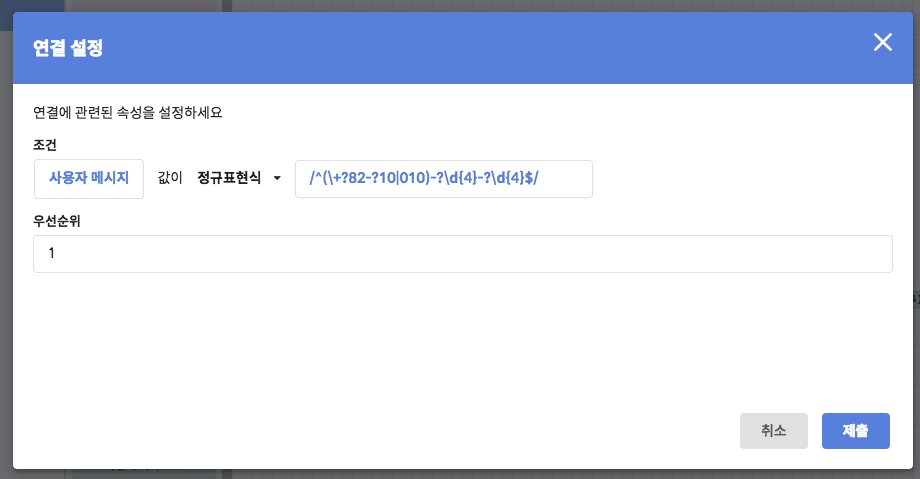 연결 설정
연결에 관련된 속성을 설정하세요
조건
사용자 메시지 값이 정규표현식 /^(\+?82-?10|010)-?\d{4}-?\d{4}$/
우선순위
1
취소 제출